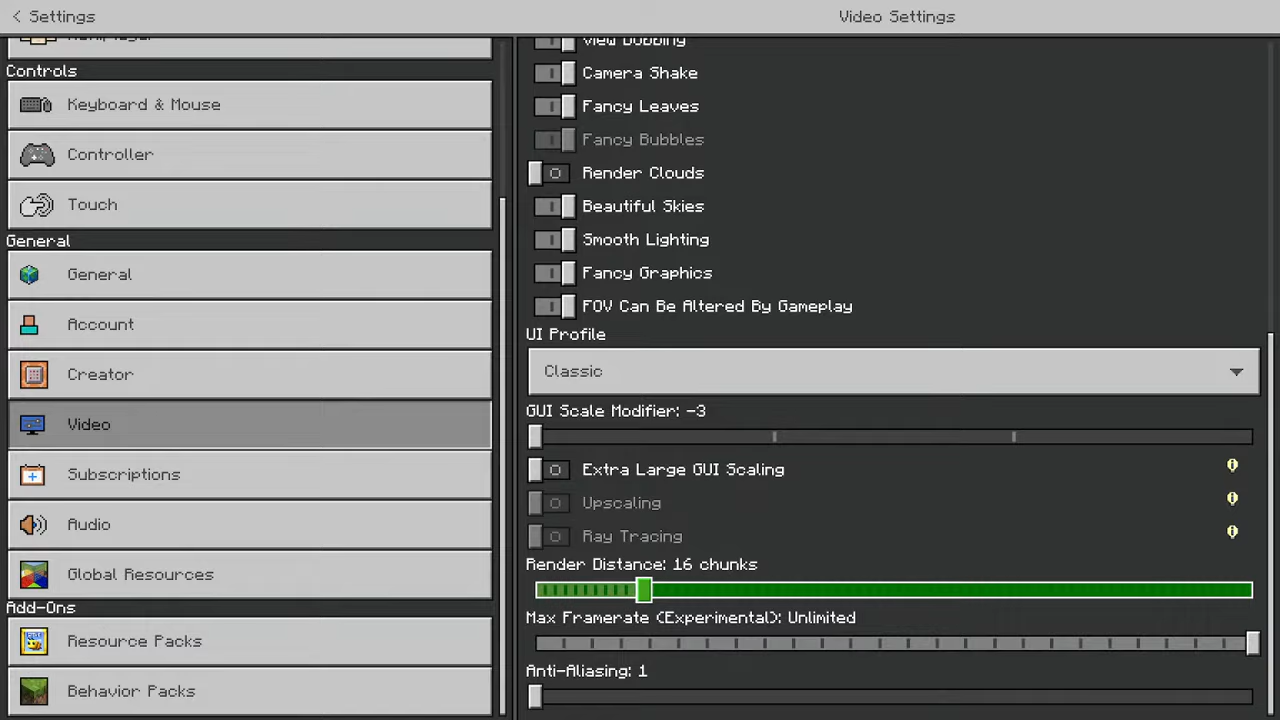 Settings
Video Settings
Controls
Keyboard & Mouse
Controller
Touch
General
General
Account
Creator
Video
Subscriptions
Audio
Global Resources
Add-Ons
Resource Packs
Behavior Packs
View Bobbing
Camera Shake
Fancy Leaves
Fancy Bubbles
Render Clouds
Beautiful Skies
Smooth Lighting
Fancy Graphics
FOV Can Be Altered By Gameplay
UI Profile
Classic
GUI Scale Modifier: -3
Extra Large GUI Scaling
Upscaling
Ray Tracing
Render Distance: 16 chunks
Max Framerate (Experimental): Unlimited
Anti-Aliasing: 1